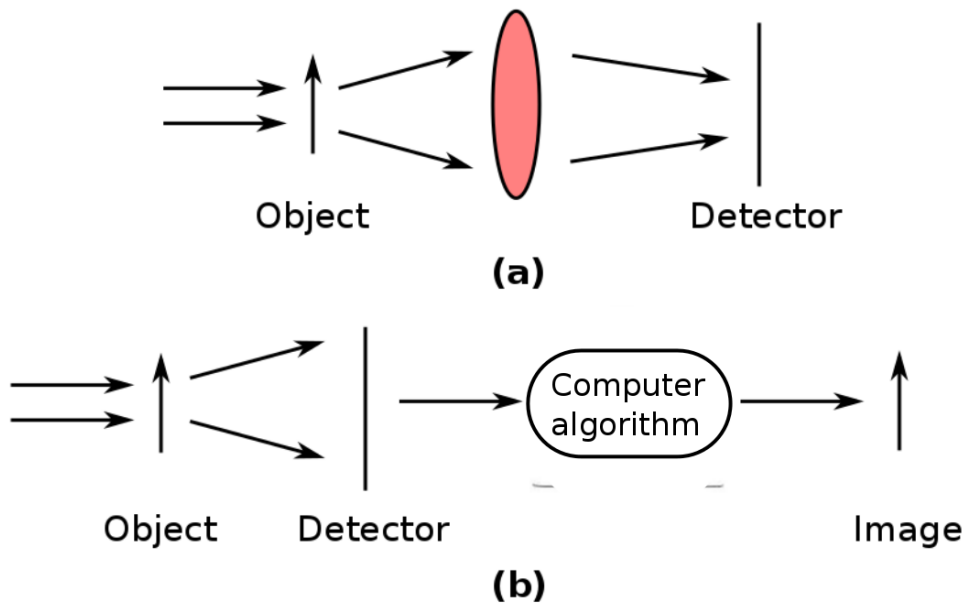 Object
Detector
(a)
Computer
algorithm
Object
Detector
Image
(b)